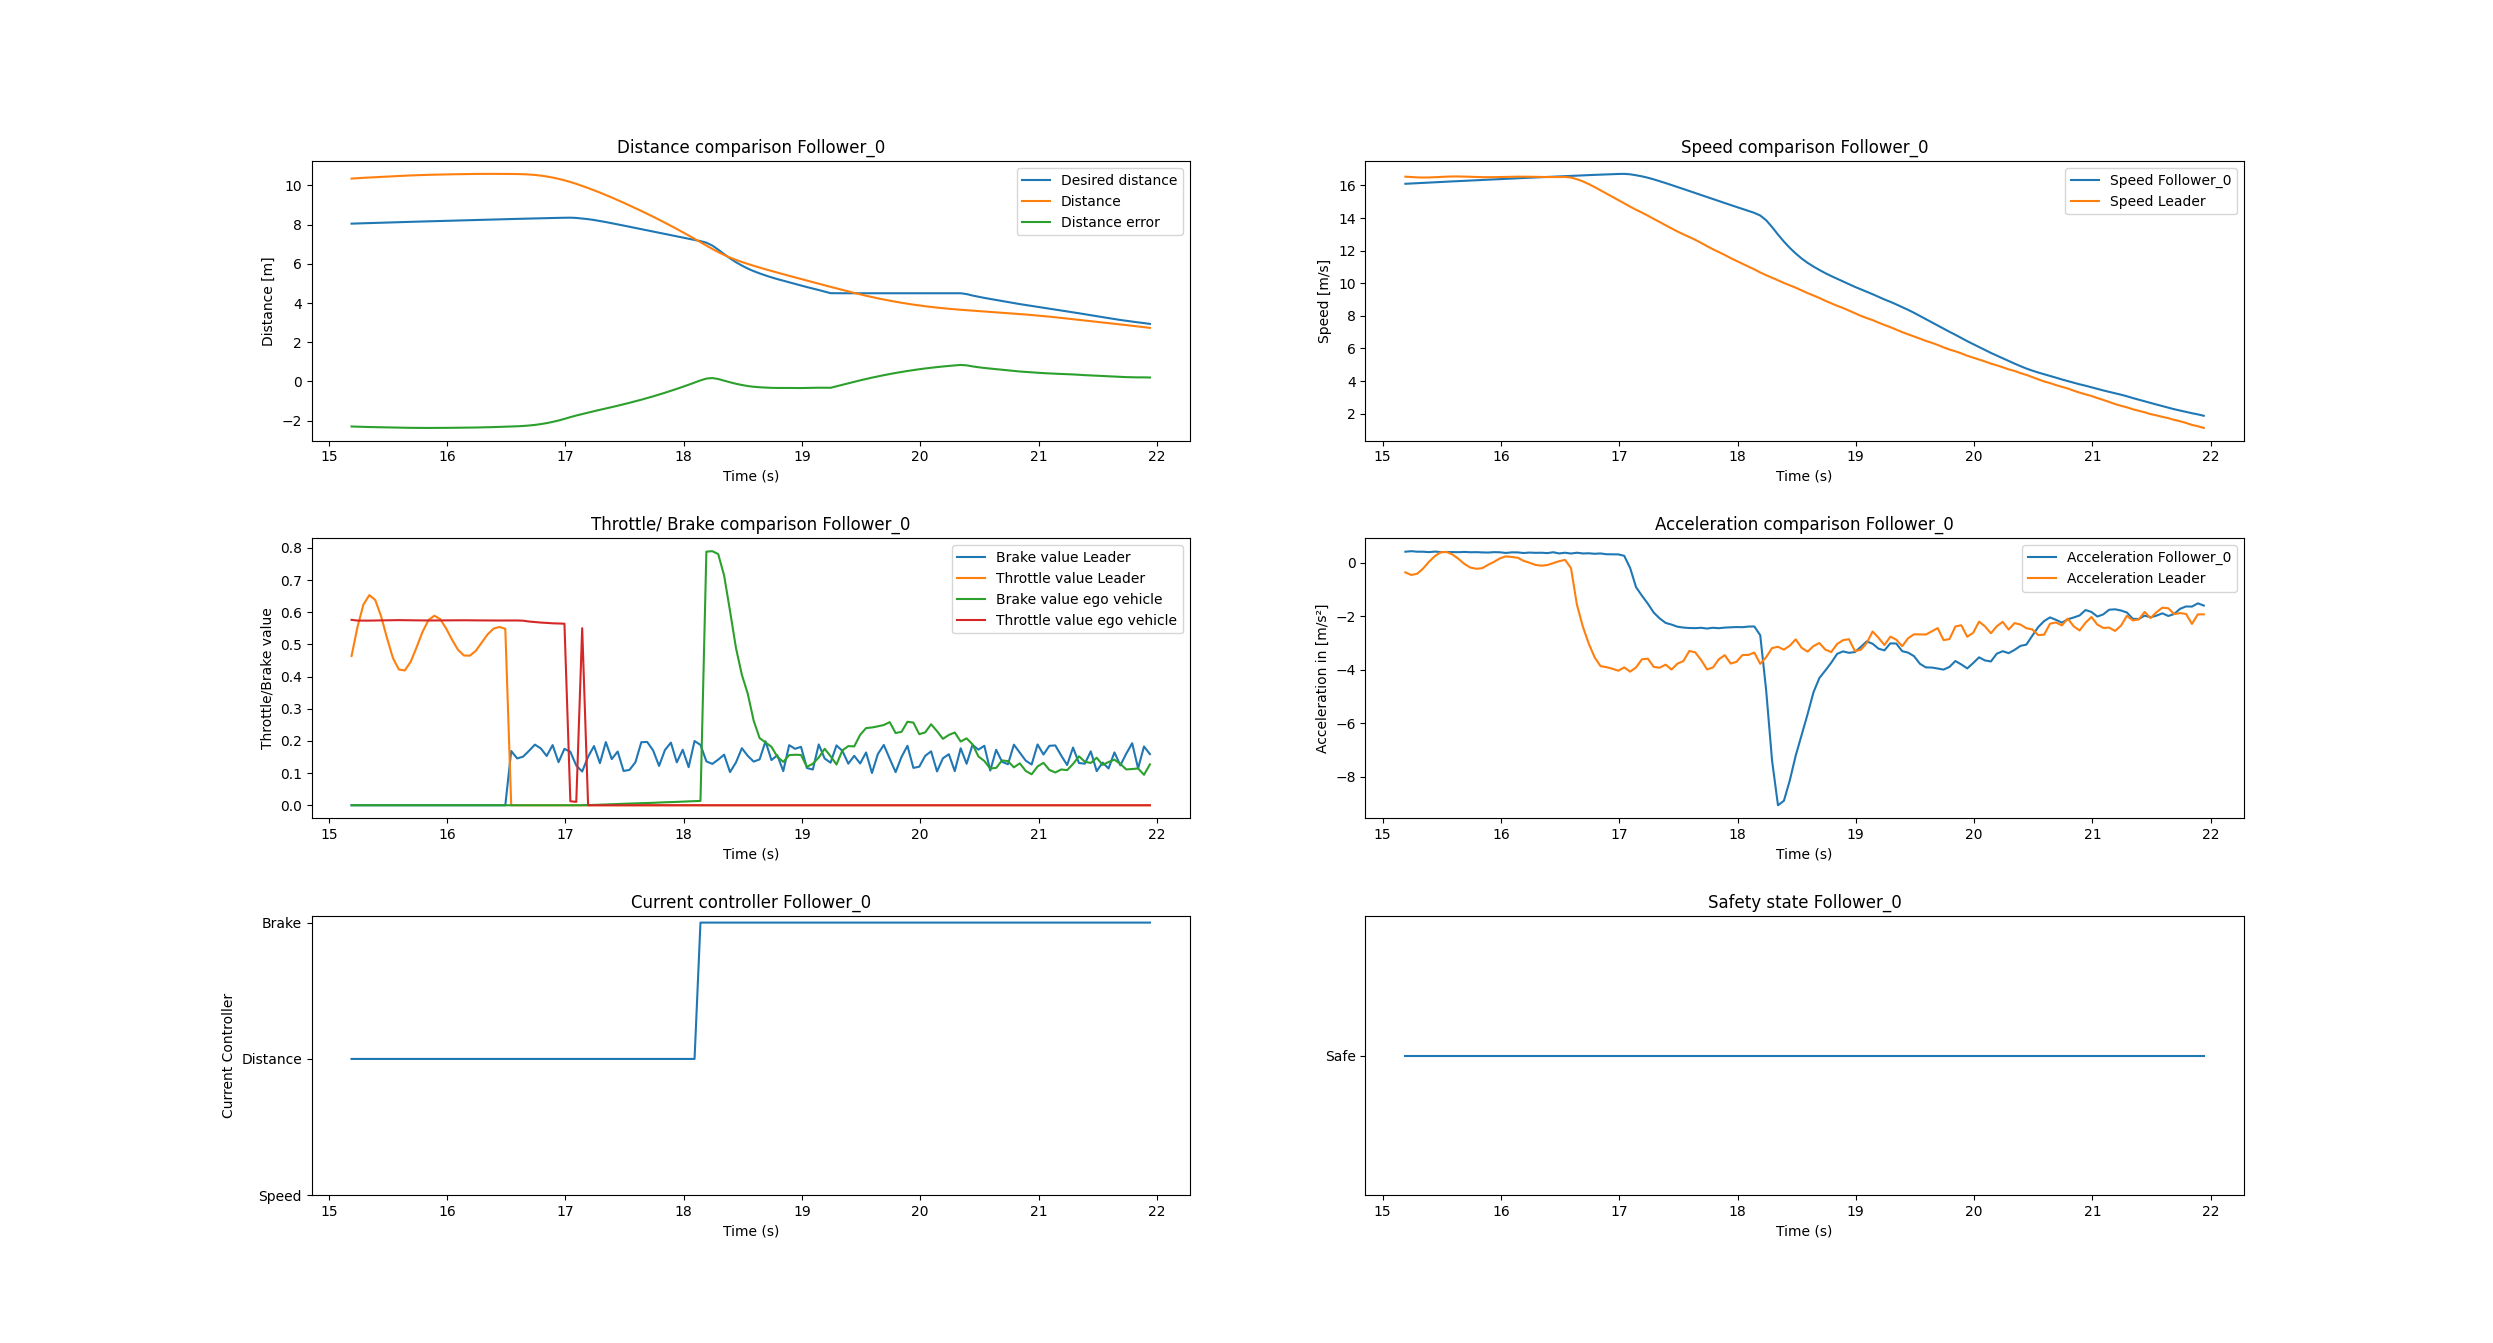 Distance comparison Follower_0
Distance [m]
10
8
6
4
2
0
−2
Desired distance
Distance
Distance error
15 16 17 18 19 20 21 22
Time (s)
Speed comparison Follower_0
Speed [m/s]
16
14
12
10
8
6
4
2
Speed Follower_0
Speed Leader
15 16 17 18 19 20 21 22
Time (s)
Throttle/ Brake comparison Follower_0
Throttle/Brake value
0.8
0.7
0.6
0.5
0.4
0.3
0.2
0.1
0.0
Brake value Leader
Throttle value Leader
Brake value ego vehicle
Throttle value ego vehicle
15 16 17 18 19 20 21 22
Time (s)
Acceleration comparison Follower_0
Acceleration in [m/s²]
0
−2
−4
−6
−8
Acceleration Follower_0
Acceleration Leader
15 16 17 18 19 20 21 22
Time (s)
Current controller Follower_0
Current Controller
Brake
Distance
Speed
15 16 17 18 19 20 21 22
Time (s)
Safety state Follower_0
Safe
15 16 17 18 19 20 21 22
Time (s)